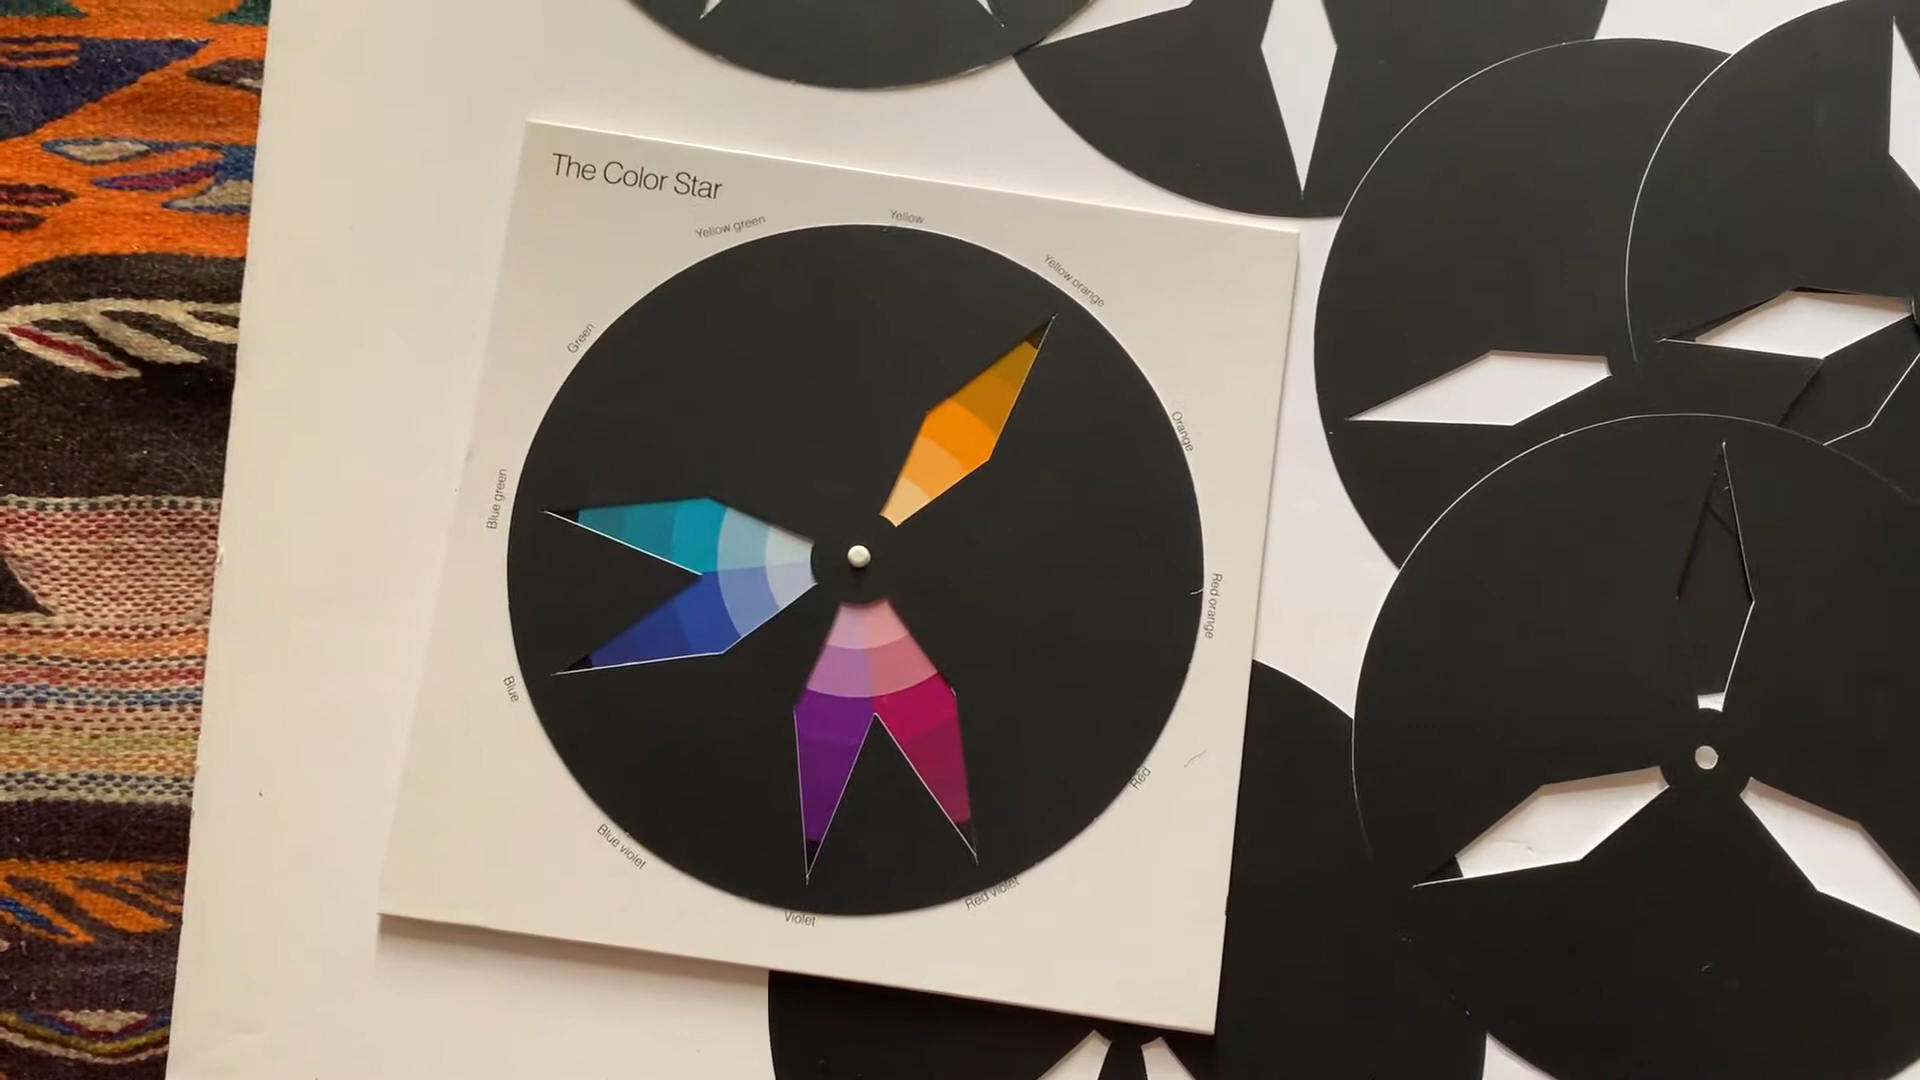 The Color Star
Yellow
Yellow orange
Orange
Red orange
Red
Red violet
Violet
Blue violet
Blue
Blue green
Green
Yellow green